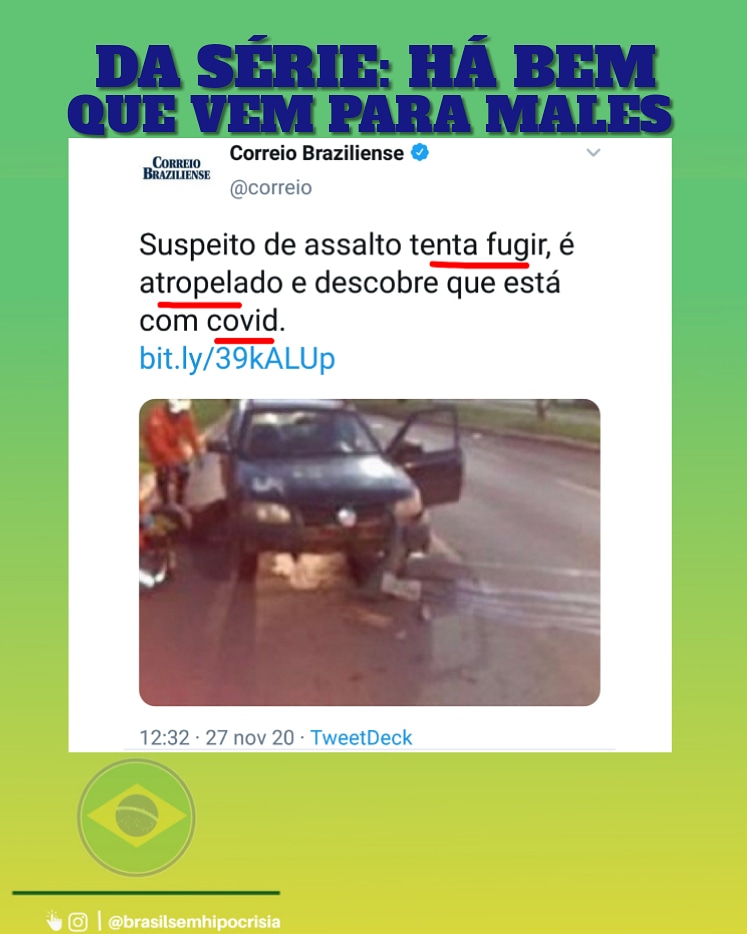 DA SÉRIE: HÁ BEM
QUE VEM PARA MALES
CORREIO
BRAZILIENSE
Correio Braziliense
@correio
Suspeito de assalto tenta fugir, é
atropelado e descobre que está
com covid.
bit.ly/39kALUp
12:32 · 27 nov 20 · TweetDeck
| @brasilsemhipocrisia